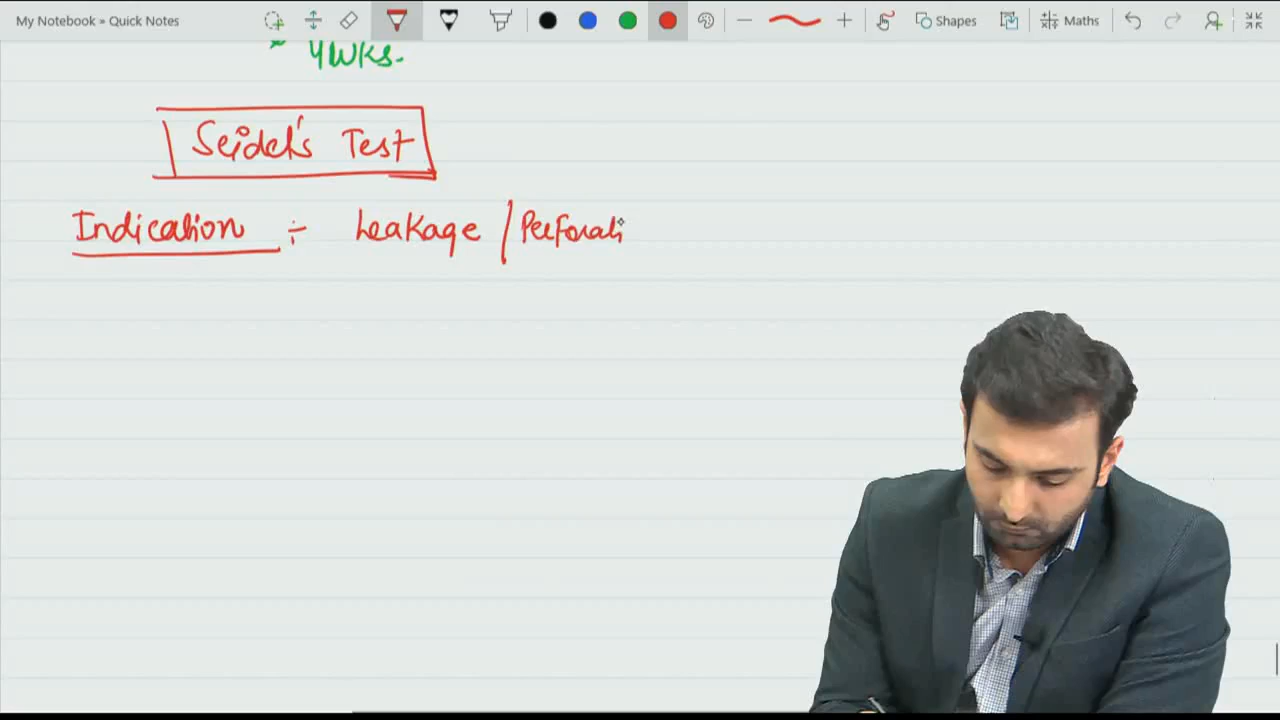 My Notebook » Quick Notes
Shapes
Maths
4WKS.
Seidel's Test
Indication ÷ Leakage / Perforati